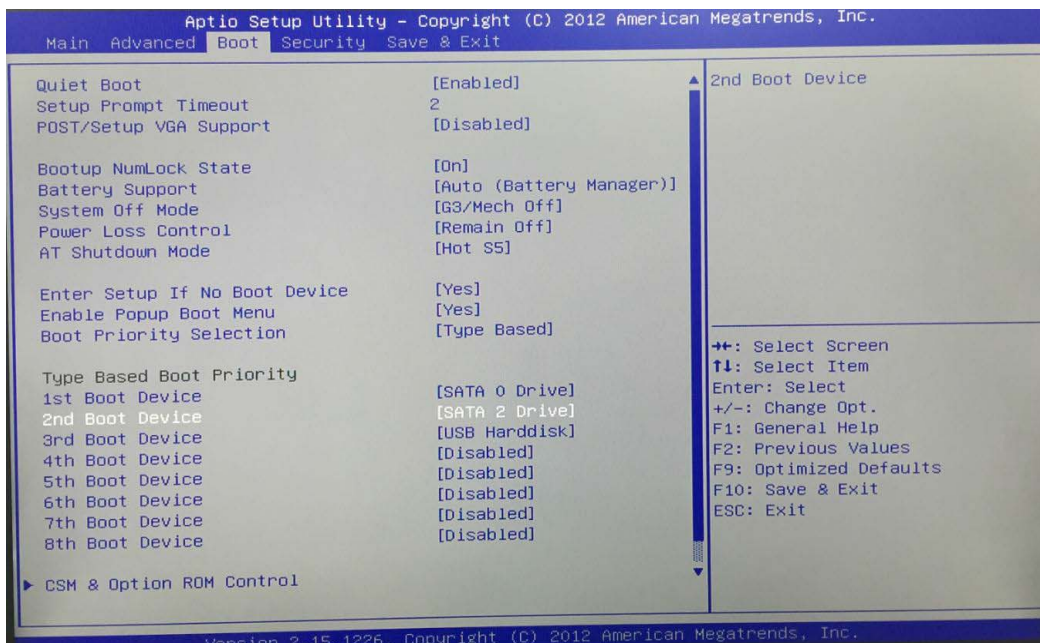 Aptio Setup Utility – Copyright (C) 2012 American Megatrends, Inc.
Main Advanced Boot Security Save & Exit
Quiet Boot [Enabled]
Setup Prompt Timeout 2
POST/Setup VGA Support [Disabled]
Bootup NumLock State [On]
Battery Support [Auto (Battery Manager)]
System Off Mode [G3/Mech Off]
Power Loss Control [Remain Off]
AT Shutdown Mode [Hot S5]
Enter Setup If No Boot Device [Yes]
Enable Popup Boot Menu [Yes]
Boot Priority Selection [Type Based]
Type Based Boot Priority
1st Boot Device [SATA 0 Drive]
2nd Boot Device [SATA 2 Drive]
3rd Boot Device [USB Harddisk]
4th Boot Device [Disabled]
5th Boot Device [Disabled]
6th Boot Device [Disabled]
7th Boot Device [Disabled]
8th Boot Device [Disabled]
CSM & Option ROM Control
2nd Boot Device
→←: Select Screen
↑↓: Select Item
Enter: Select
+/-: Change Opt.
F1: General Help
F2: Previous Values
F9: Optimized Defaults
F10: Save & Exit
ESC: Exit
Version 2.15.1226. Copyright (C) 2012 American Megatrends, Inc.